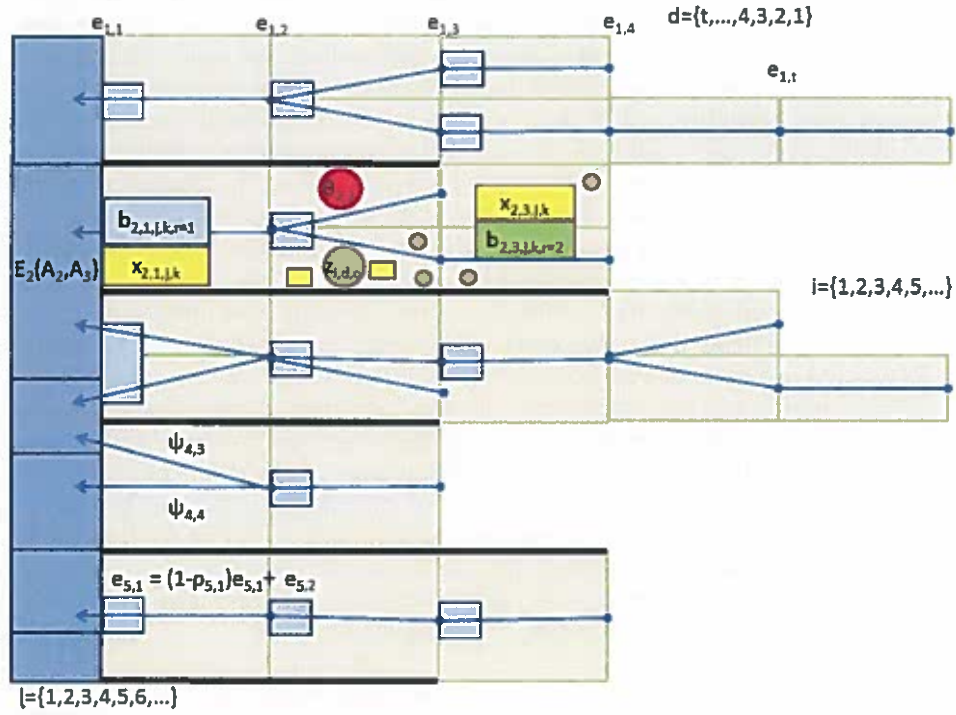 d={t,...,4,3,2,1}
e1,1 e1,2 e1,3 e1,4
e1,t
b2,1,j,k,r=1
x2,1,j,k
x2,3,j,k
b2,3,j,k,r=2
E2(A2,A3)
i={1,2,3,4,5,...}
ψ4,3
ψ4,4
e5,1 = (1-ρ5,1)e5,1+ e5,2
={1,2,3,4,5,6,...}